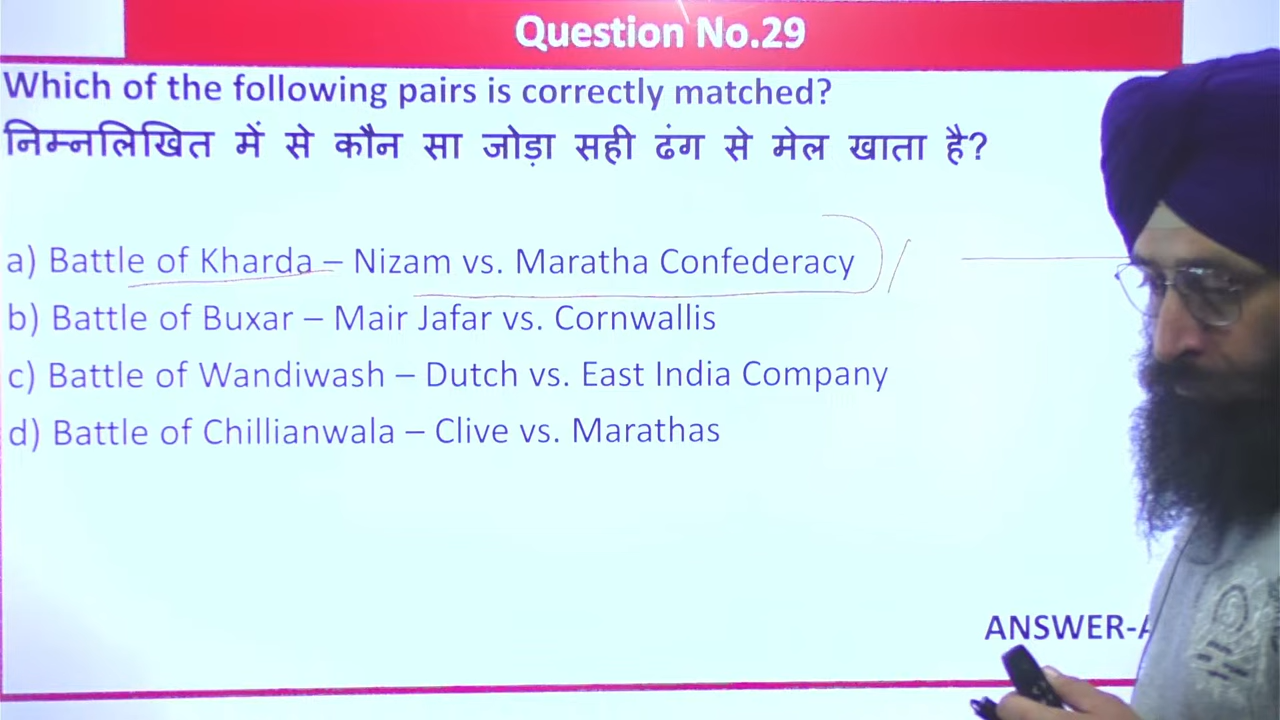 Question No.29
Which of the following pairs is correctly matched?
निम्नलिखित में से कौन सा जोड़ा सही ढंग से मेल खाता है?
a) Battle of Kharda – Nizam vs. Maratha Confederacy
b) Battle of Buxar – Mair Jafar vs. Cornwallis
c) Battle of Wandiwash – Dutch vs. East India Company
d) Battle of Chillianwala – Clive vs. Marathas
ANSWER-A